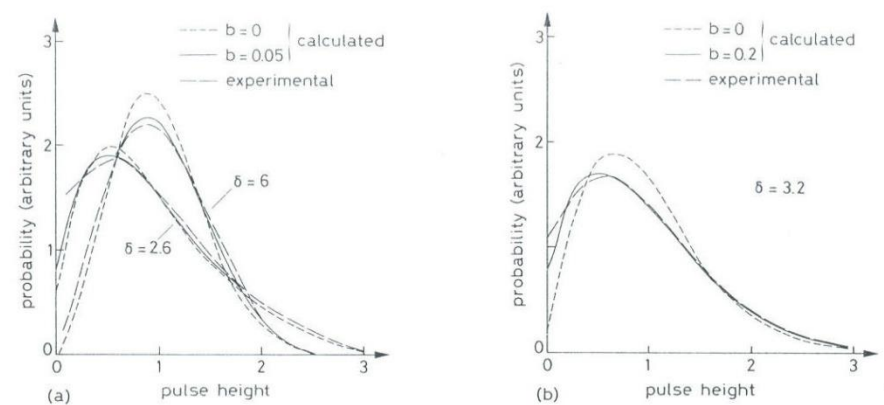 b = 0
b = 0.05
calculated
experimental
probability (arbitrary units)
3
2
1
0
δ = 6
δ = 2.6
0
1
2
3
pulse height
(a)
b = 0
b = 0.2
calculated
experimental
probability (arbitrary units)
3
2
0
δ = 3.2
0
1
2
3
pulse height
(b)